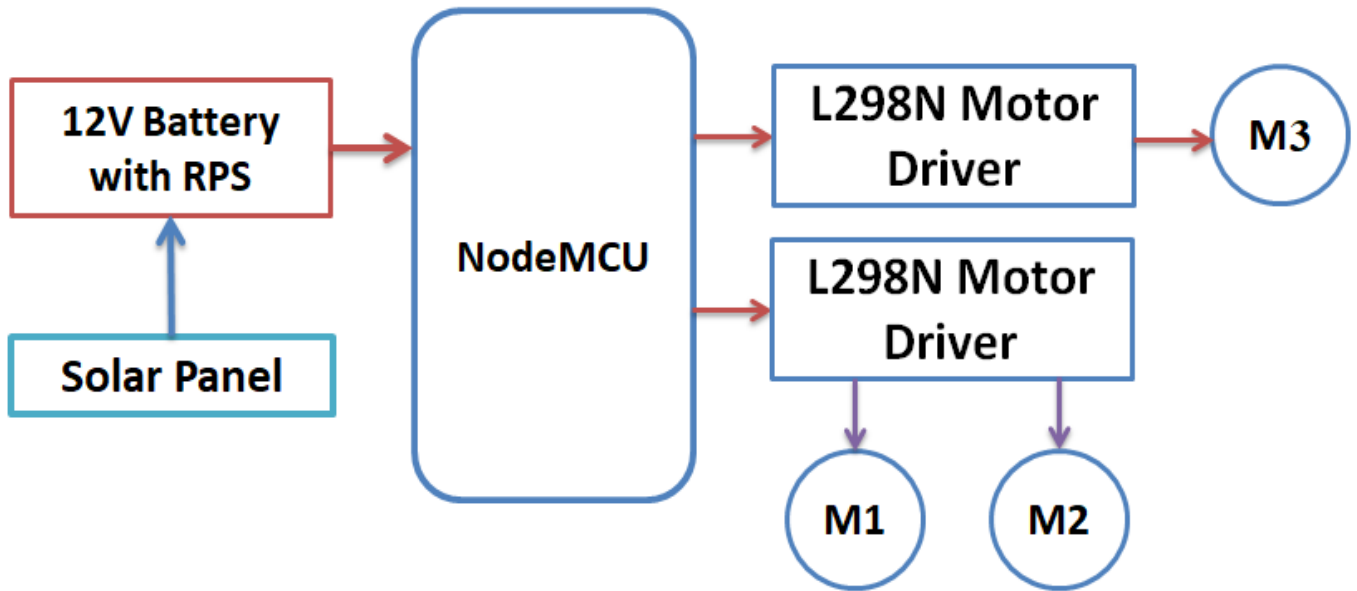 12V Battery
with RPS
Solar Panel
NodeMCU
L298N Motor
Driver
M3
L298N Motor
Driver
M1
M2